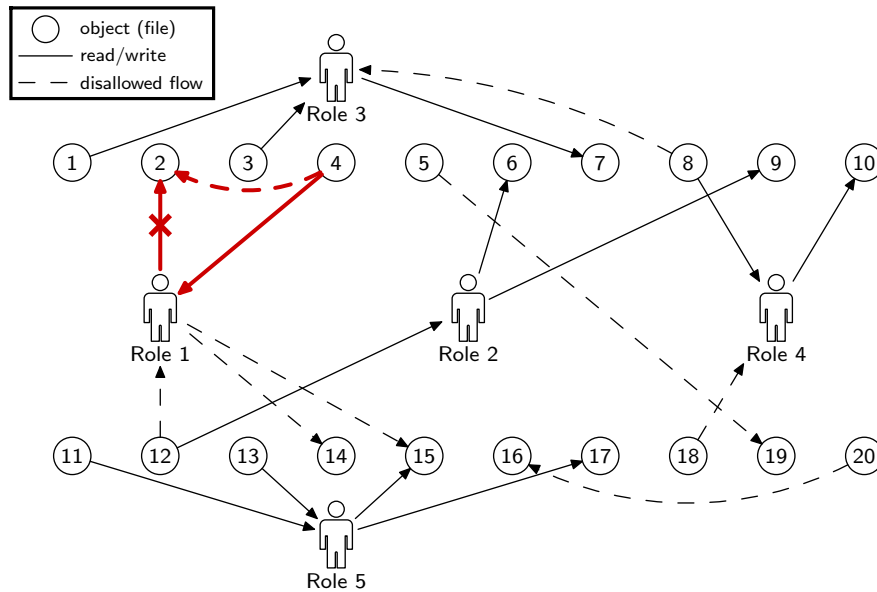 object (file)
read/write
disallowed flow
Role 3
1 2 3 4 5 6 7 8 9 10
Role 1 Role 2 Role 4
11 12 13 14 15 16 17 18 19 20
Role 5